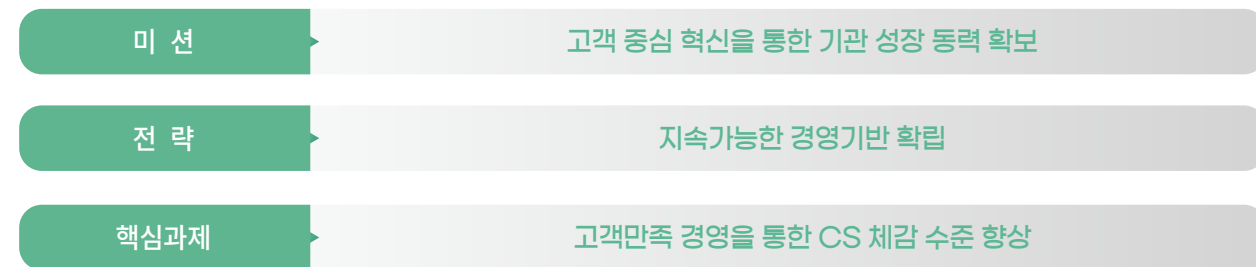 미 션
고객 중심 혁신을 통한 기관 성장 동력 확보
전 략
지속가능한 경영기반 확립
핵심과제
고객만족 경영을 통한 CS 체감 수준 향상